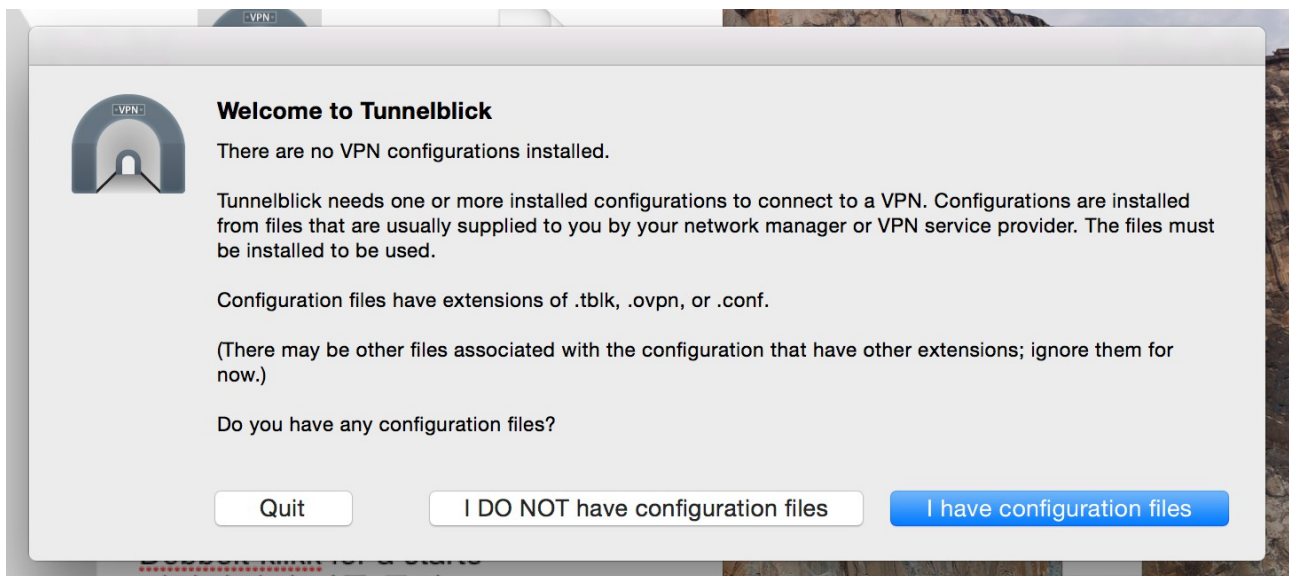 -VPN-
-VPN-
Welcome to Tunnelblick
There are no VPN configurations installed.
Tunnelblick needs one or more installed configurations to connect to a VPN. Configurations are installed
from files that are usually supplied to you by your network manager or VPN service provider. The files must
be installed to be used.
Configuration files have extensions of .tblk, .ovpn, or .conf.
(There may be other files associated with the configuration that have other extensions; ignore them for
now.)
Do you have any configuration files?
Quit
I DO NOT have configuration files
I have configuration files